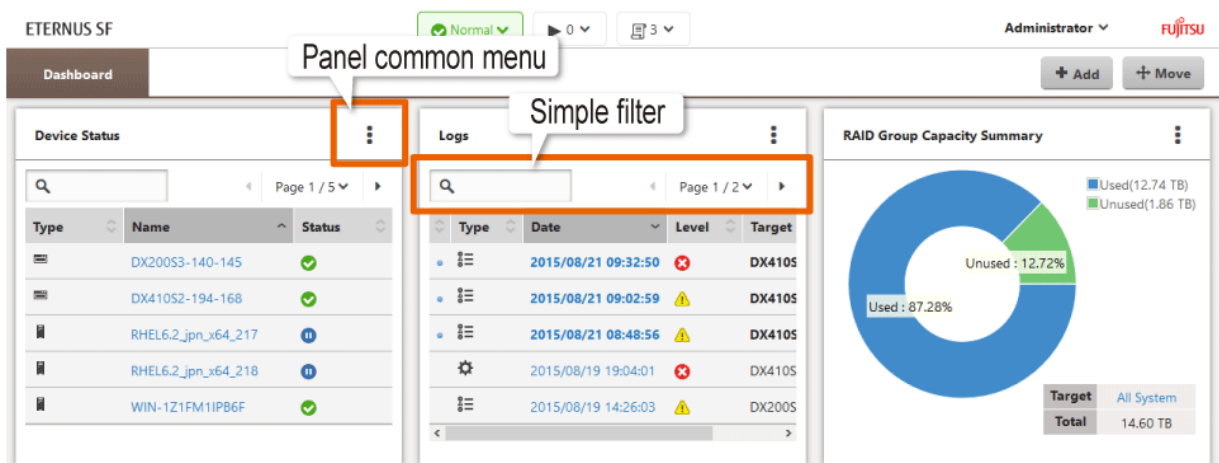 ETERNUS SF
Normal
0
3
Administrator
FUJITSU
Dashboard
Panel common menu
Add
Move
Device Status
Page 1 / 5
Type Name Status
DX200S3-140-145
DX410S2-194-168
RHEL6.2_jpn_x64_217
RHEL6.2_jpn_x64_218
WIN-1Z1FM1IPB6F
Simple filter
Logs
Page 1 / 2
Type Date Level Target
2015/08/21 09:32:50 DX410S
2015/08/21 09:02:59 DX410S
2015/08/21 08:48:56 DX410S
2015/08/19 19:04:01 DX410S
2015/08/19 14:26:03 DX200S
RAID Group Capacity Summary
Used(12.74 TB)
Unused(1.86 TB)
Unused : 12.72%
Used : 87.28%
Target All System
Total 14.60 TB